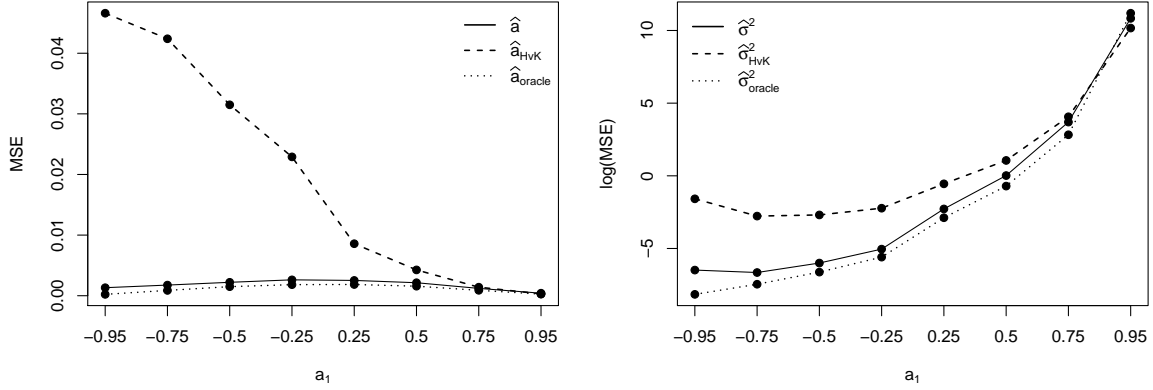 MSE
0.00 0.01 0.02 0.03 0.04
−0.95 −0.75 −0.5 −0.25 0.25 0.5 0.75 0.95
a₁
â
â_HvK
â_oracle
log(MSE)
−5 0 5 10
−0.95 −0.75 −0.5 −0.25 0.25 0.5 0.75 0.95
a₁
σ̂²
σ̂²_HvK
σ̂²_oracle